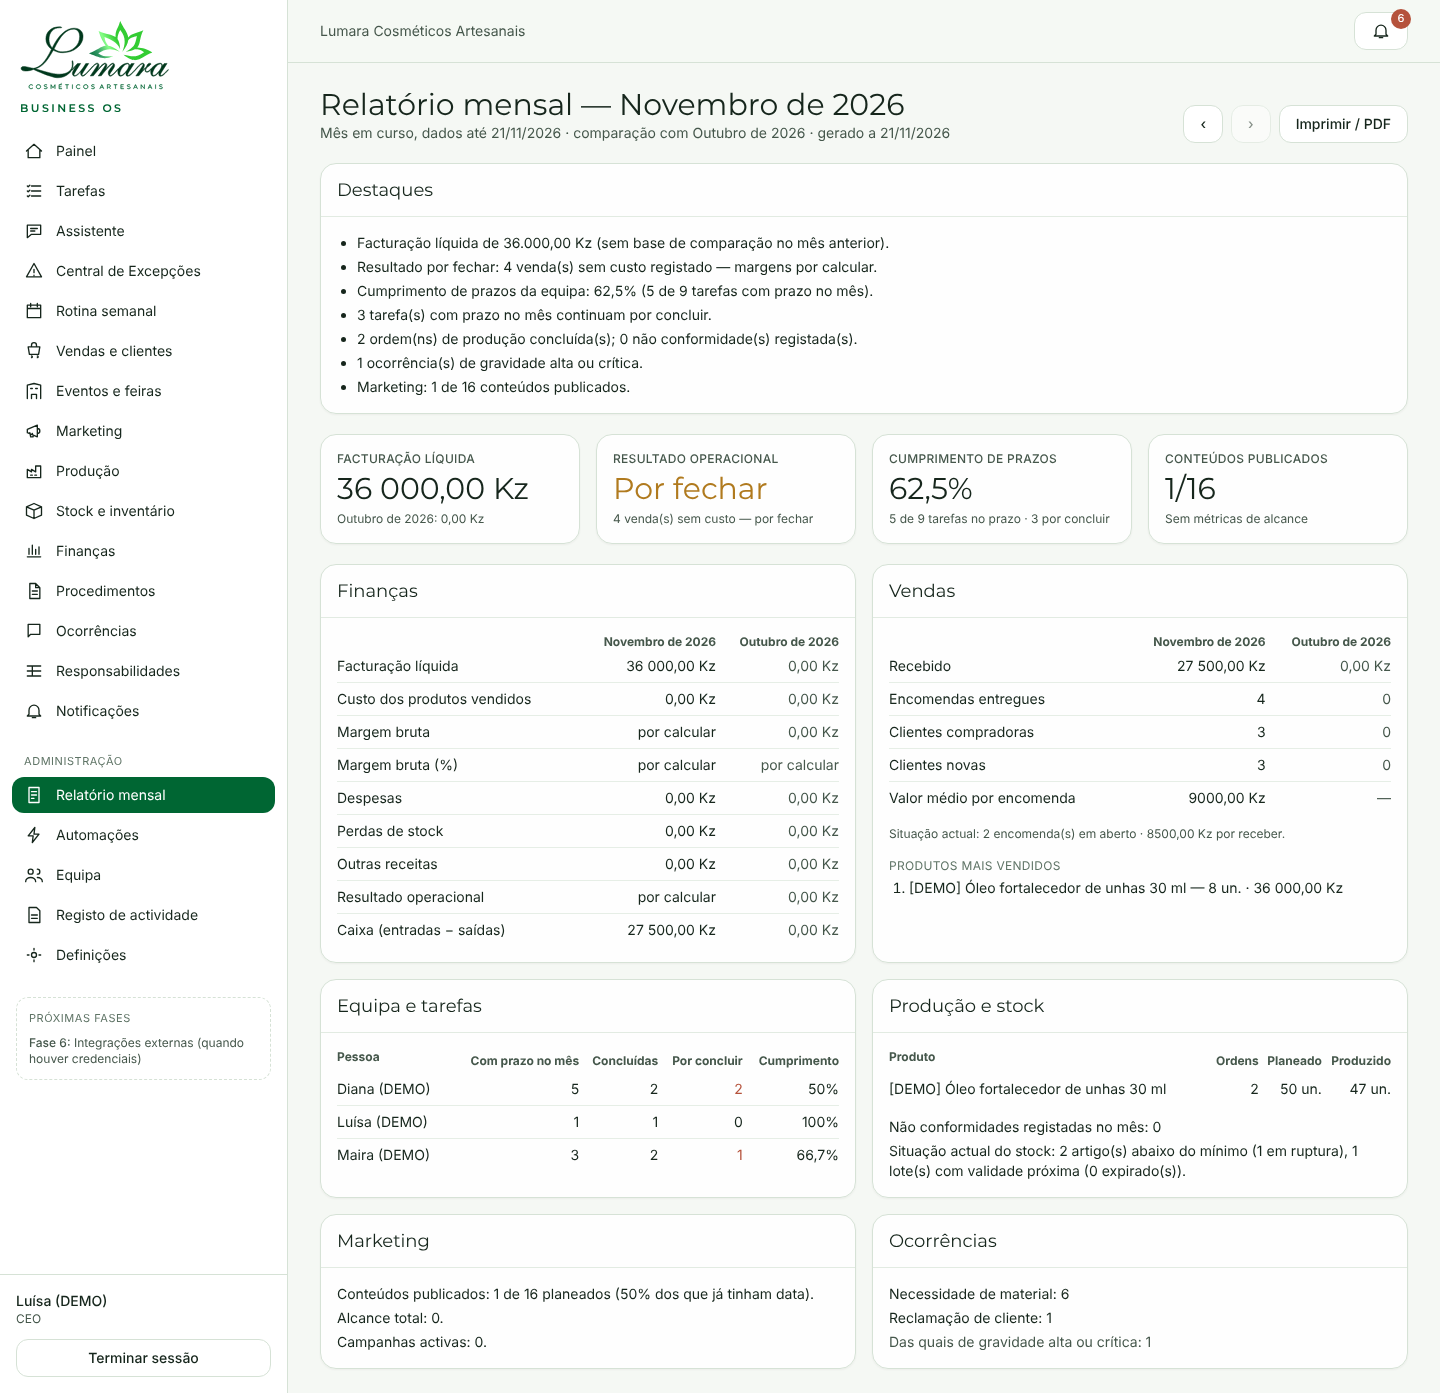 Lumara
COSMÉTICOS ARTESANAIS
BUSINESS OS
Painel
Tarefas
Assistente
Central de Excepções
Rotina semanal
Vendas e clientes
Eventos e feiras
Marketing
Produção
Stock e inventário
Finanças
Procedimentos
Ocorrências
Responsabilidades
Notificações
ADMINISTRAÇÃO
Relatório mensal
Automações
Equipa
Registo de actividade
Definições
PRÓXIMAS FASES
Fase 6: Integrações externas (quando
houver credenciais)
Luísa (DEMO)
CEO
Terminar sessão
Lumara Cosméticos Artesanais
6
Relatório mensal — Novembro de 2026
Mês em curso, dados até 21/11/2026 · comparação com Outubro de 2026 · gerado a 21/11/2026
‹ › Imprimir / PDF
Destaques
• Facturação líquida de 36.000,00 Kz (sem base de comparação no mês anterior).
• Resultado por fechar: 4 venda(s) sem custo registado — margens por calcular.
• Cumprimento de prazos da equipa: 62,5% (5 de 9 tarefas com prazo no mês).
• 3 tarefa(s) com prazo no mês continuam por concluir.
• 2 ordem(ns) de produção concluída(s); 0 não conformidade(s) registada(s).
• 1 ocorrência(s) de gravidade alta ou crítica.
• Marketing: 1 de 16 conteúdos publicados.
FACTURAÇÃO LÍQUIDA
36 000,00 Kz
Outubro de 2026: 0,00 Kz
RESULTADO OPERACIONAL
Por fechar
4 venda(s) sem custo — por fechar
CUMPRIMENTO DE PRAZOS
62,5%
5 de 9 tarefas no prazo · 3 por concluir
CONTEÚDOS PUBLICADOS
1/16
Sem métricas de alcance
Finanças
Novembro de 2026 Outubro de 2026
Facturação líquida 36 000,00 Kz 0,00 Kz
Custo dos produtos vendidos 0,00 Kz 0,00 Kz
Margem bruta por calcular 0,00 Kz
Margem bruta (%) por calcular por calcular
Despesas 0,00 Kz 0,00 Kz
Perdas de stock 0,00 Kz 0,00 Kz
Outras receitas 0,00 Kz 0,00 Kz
Resultado operacional por calcular 0,00 Kz
Caixa (entradas − saídas) 27 500,00 Kz 0,00 Kz
Vendas
Novembro de 2026 Outubro de 2026
Recebido 27 500,00 Kz 0,00 Kz
Encomendas entregues 4 0
Clientes compradoras 3 0
Clientes novas 3 0
Valor médio por encomenda 9000,00 Kz —
Situação actual: 2 encomenda(s) em aberto · 8500,00 Kz por receber.
PRODUTOS MAIS VENDIDOS
1. [DEMO] Óleo fortalecedor de unhas 30 ml — 8 un. · 36 000,00 Kz
Equipa e tarefas
Pessoa Com prazo no mês Concluídas Por concluir Cumprimento
Diana (DEMO) 5 2 2 50%
Luísa (DEMO) 1 1 0 100%
Maira (DEMO) 3 2 1 66,7%
Produção e stock
Produto Ordens Planeado Produzido
[DEMO] Óleo fortalecedor de unhas 30 ml 2 50 un. 47 un.
Não conformidades registadas no mês: 0
Situação actual do stock: 2 artigo(s) abaixo do mínimo (1 em ruptura), 1
lote(s) com validade próxima (0 expirado(s)).
Marketing
Conteúdos publicados: 1 de 16 planeados (50% dos que já tinham data).
Alcance total: 0.
Campanhas activas: 0.
Ocorrências
Necessidade de material: 6
Reclamação de cliente: 1
Das quais de gravidade alta ou crítica: 1